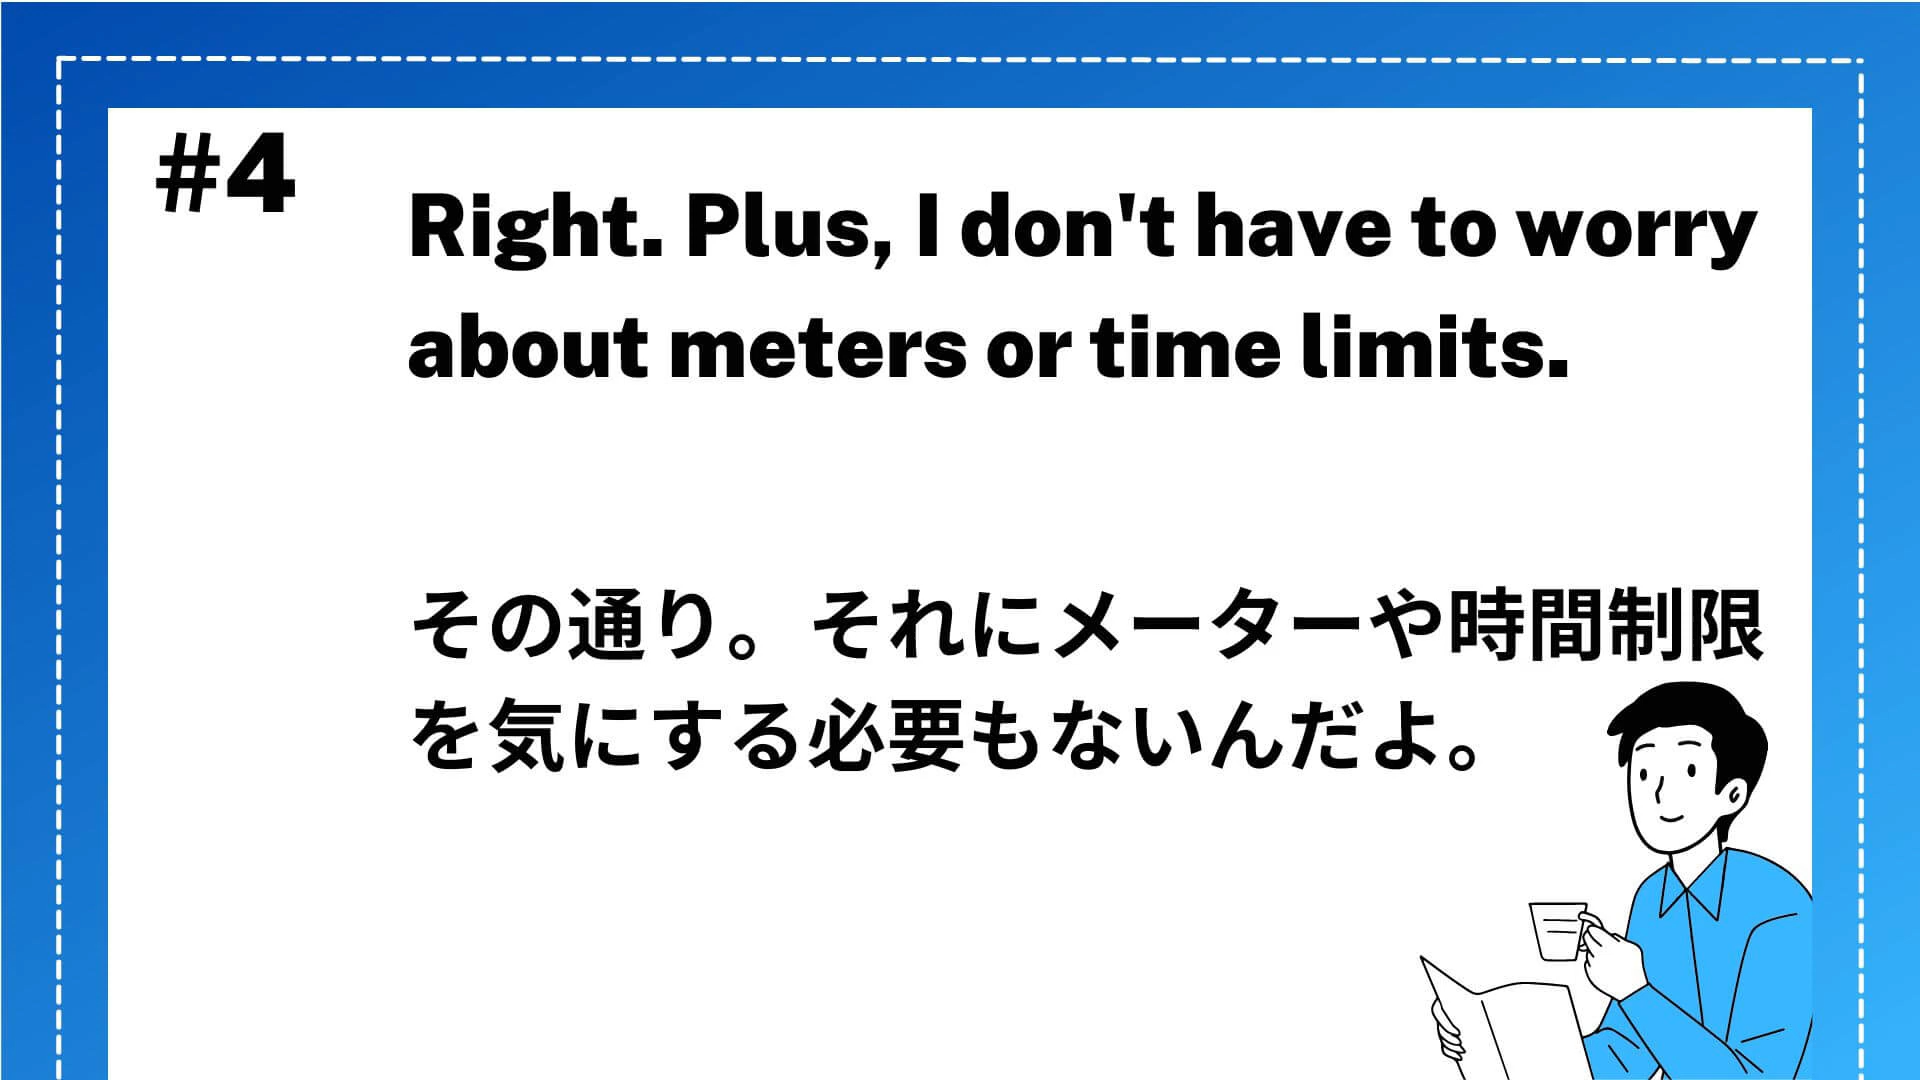 #4
Right. Plus, I don't have to worry
about meters or time limits.
その通り。それにメーターや時間制限
を気にする必要もないんだよ。